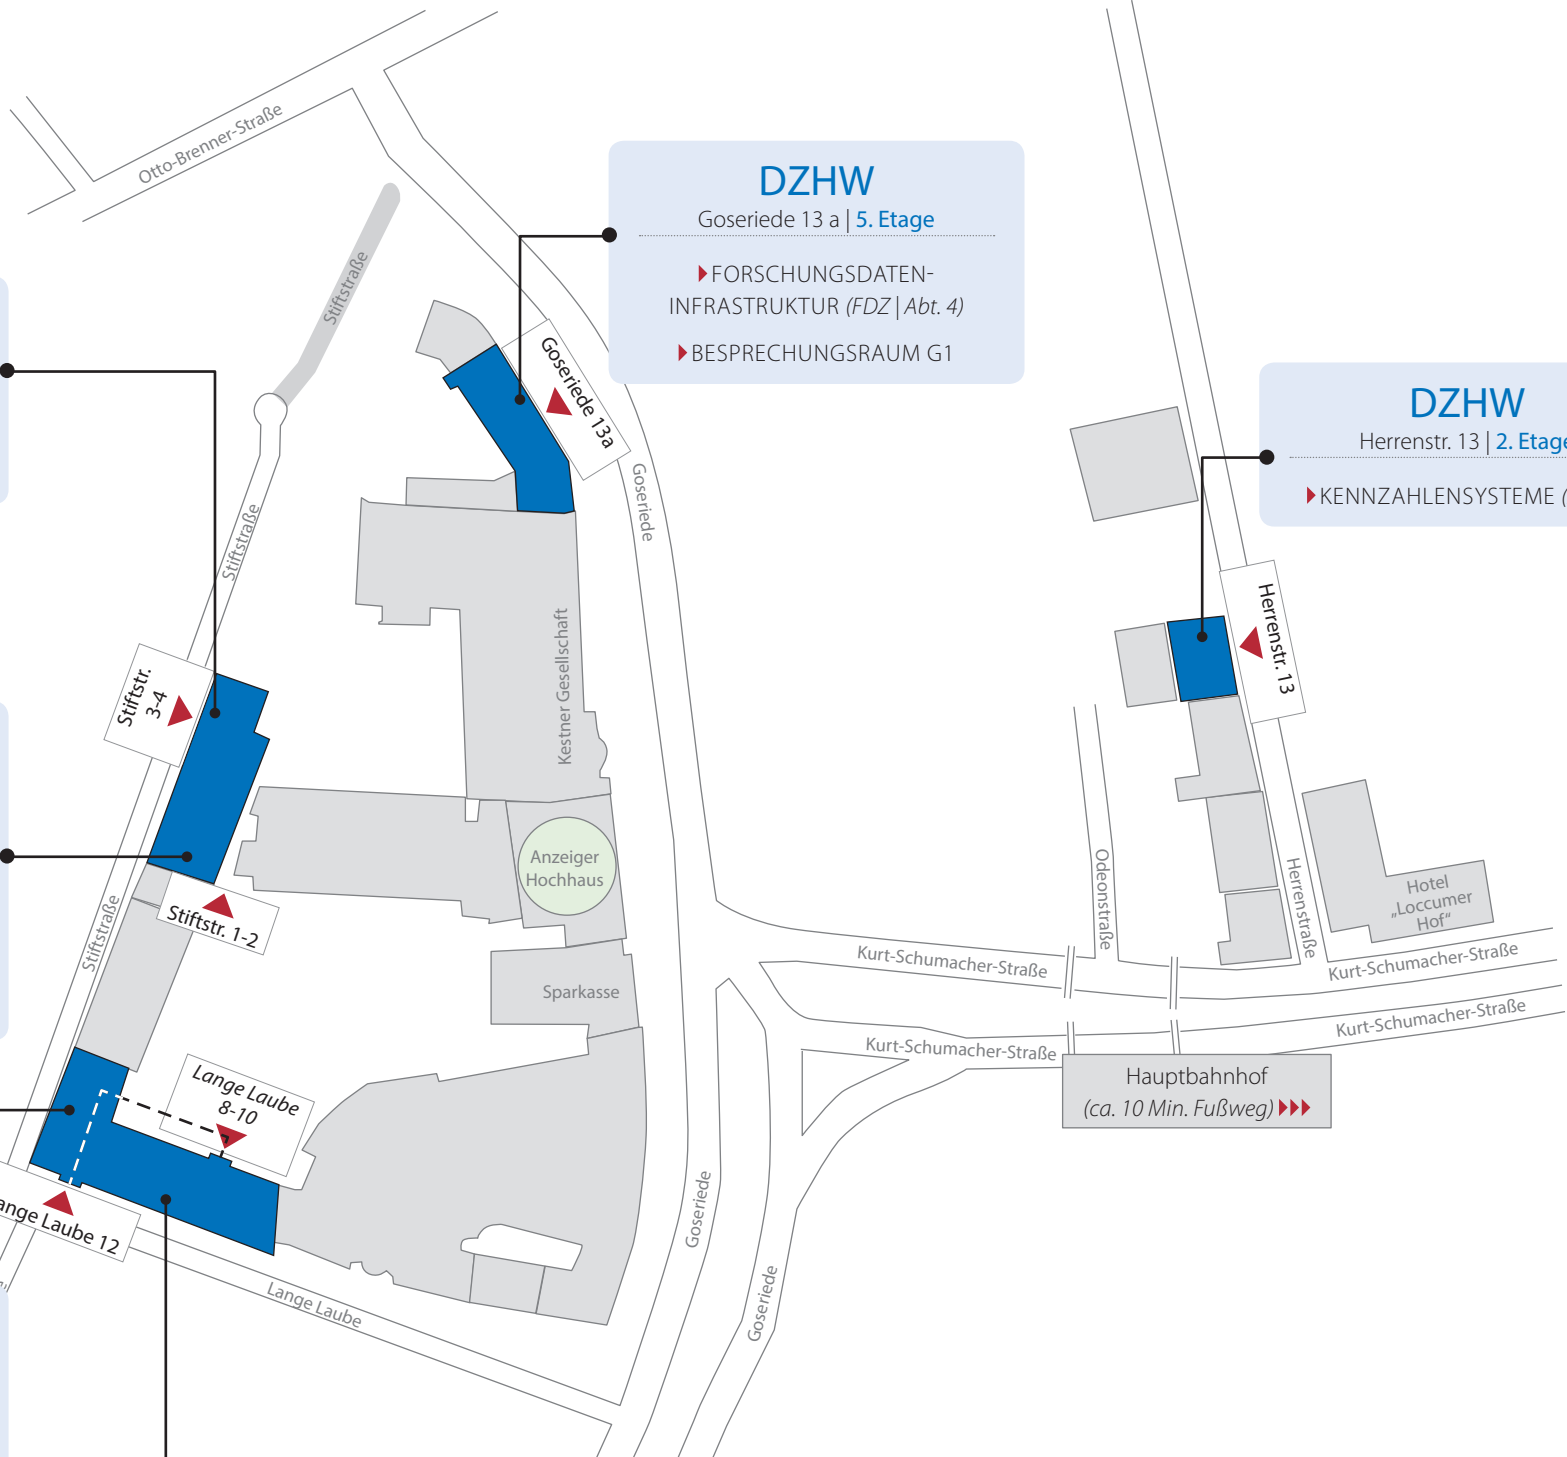 Otto-Brenner-Straße
DZHW
Goseriede 13 a | 5. Etage
FORSCHUNGSDATEN-
INFRASTRUKTUR (FDZ | Abt. 4)
BESPRECHUNGSRAUM G1
Stiftstraße
Goseriede 13a
DZHW
Herrenstr. 13 | 2. Etage
KENNZAHLENSYSTEME (
Goseriede
Stiftstraße
Herrenstr. 13
Kestner Gesellschaft
Stiftstr.
3-4
Anzeiger
Hochhaus
Odeonstraße
Herrenstraße
Hotel
„Loccumer
Hof“
Stiftstr. 1-2
Stiftstraße
Kurt-Schumacher-Straße
Kurt-Schumacher-Straße
Sparkasse
Kurt-Schumacher-Straße
Kurt-Schumacher-Straße
Lange Laube
8-10
Hauptbahnhof
(ca. 10 Min. Fußweg)
ange Laube 12
Goseriede
Goseriede
Lange Laube